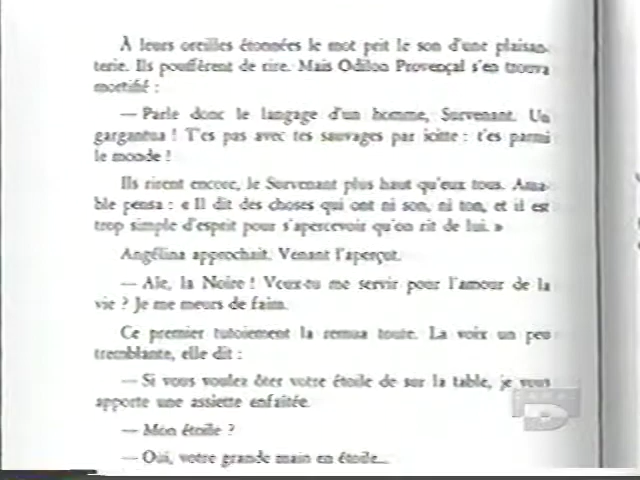 À leurs oreilles étonnées le mot prit le son d'une plaisan-
terie. Ils pouffèrent de rire. Mais Odilon Provençal s'en trouva
mortifié :
— Parle donc le langage d'un homme, Survenant. Un
gargantua ! T'es pas avec tes sauvages par icitte : t'es parmi
le monde !
Ils rirent encore, le Survenant plus haut qu'eux tous. Ama-
ble pensa : « Il dit des choses qui ont ni son, ni ton, et il est
trop simple d'esprit pour s'apercevoir qu'on rit de lui. »
Angélina approchait. Venant l'aperçut.
— Aïe, la Noire ! Veux-tu me servir pour l'amour de la
vie ? Je me meurs de faim.
Ce premier tutoiement la remua toute. La voix un peu
tremblante, elle dit :
— Si vous voulez ôter votre étoile de sur la table, je vous
apporte une assiette enfaîtée.
— Mon étoile ?
— Oui, votre grande main en étoile...